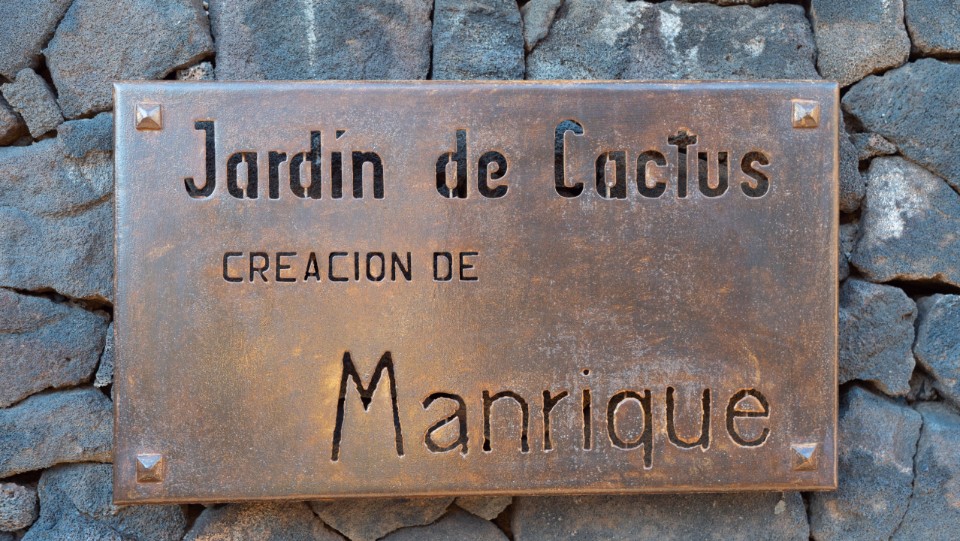 Jardín de Cactus
CREACION DE
Manrique